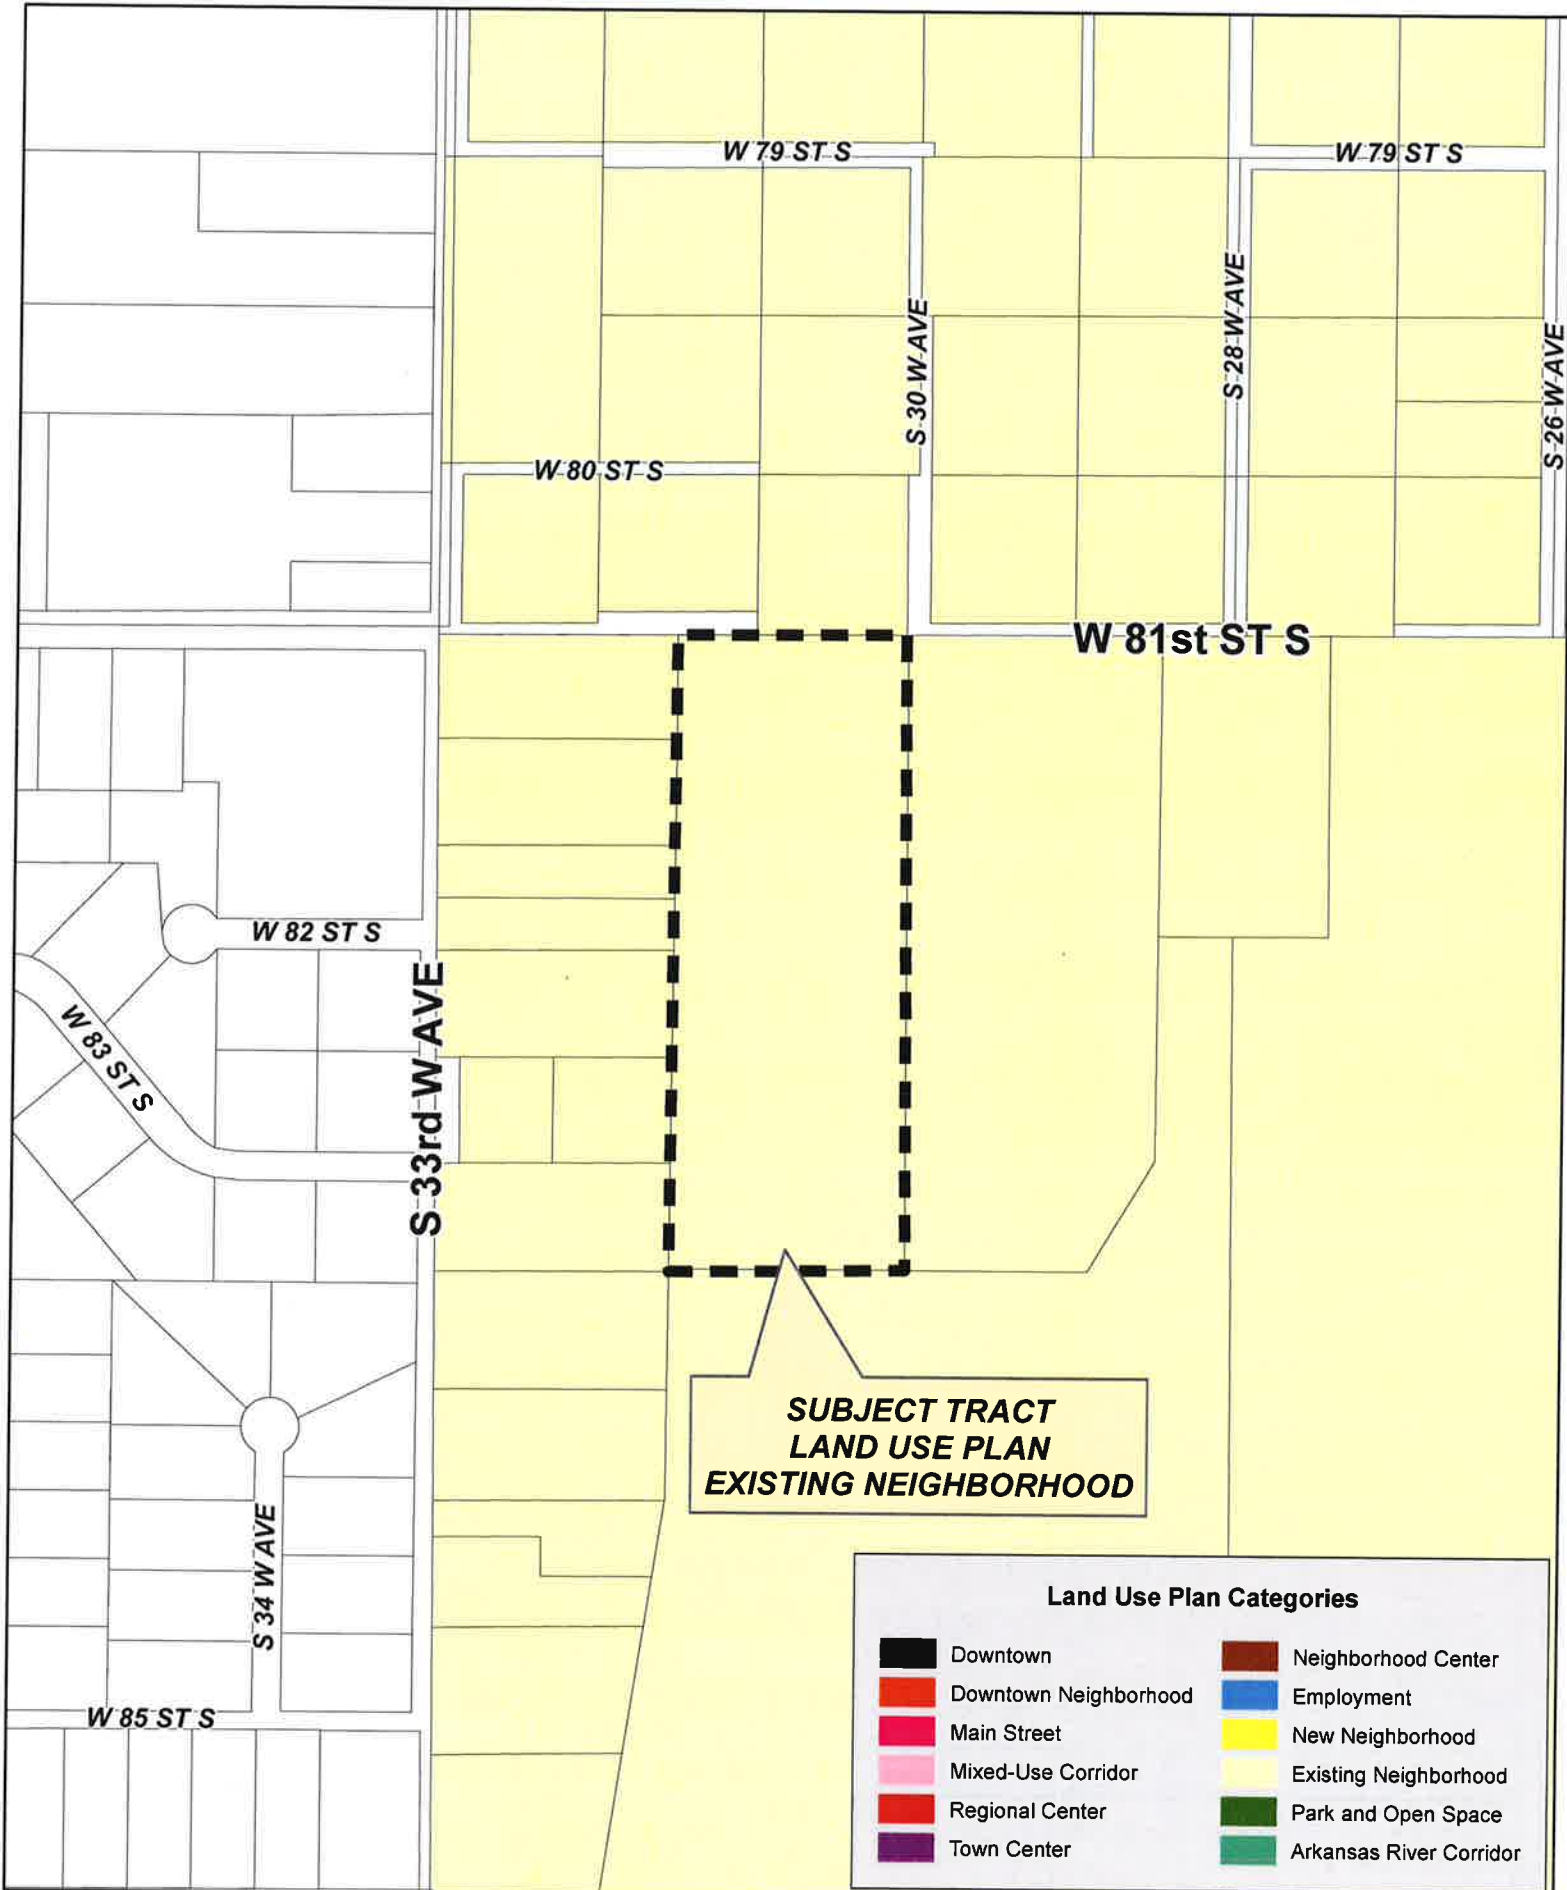 W 79 ST S
W 79 ST S
S 30 W AVE
S 28 W AVE
S 26 W AVE
W 80 ST S
W 81st ST S
W 82 ST S
S 33rd W AVE
W 83 ST S
SUBJECT TRACT
LAND USE PLAN
EXISTING NEIGHBORHOOD
S 34 W AVE
W 85 ST S
Land Use Plan Categories
Downtown
Downtown Neighborhood
Main Street
Mixed-Use Corridor
Regional Center
Town Center
Neighborhood Center
Employment
New Neighborhood
Existing Neighborhood
Park and Open Space
Arkansas River Corridor